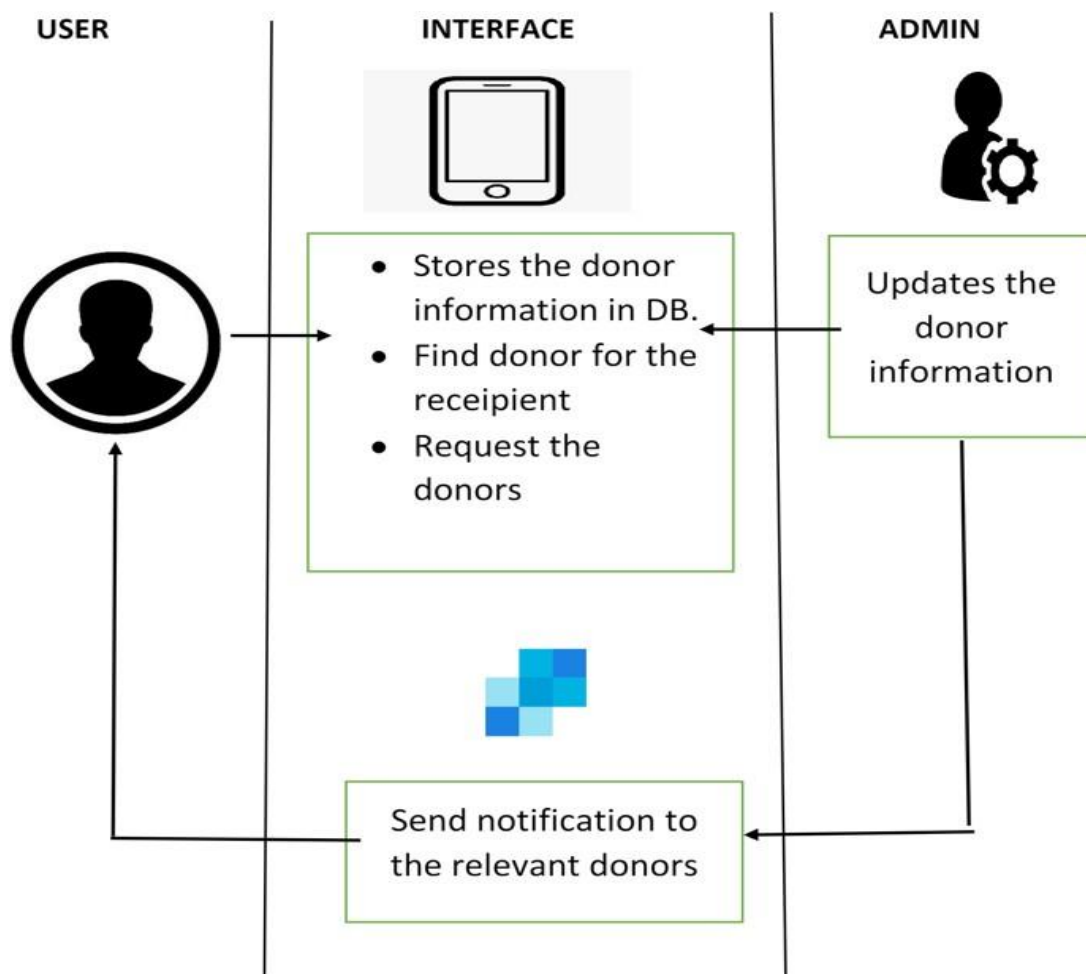 USER
INTERFACE
ADMIN
• Stores the donor
information in DB.
• Find donor for the
receipient
• Request the
donors
Updates the
donor
information
Send notification to
the relevant donors